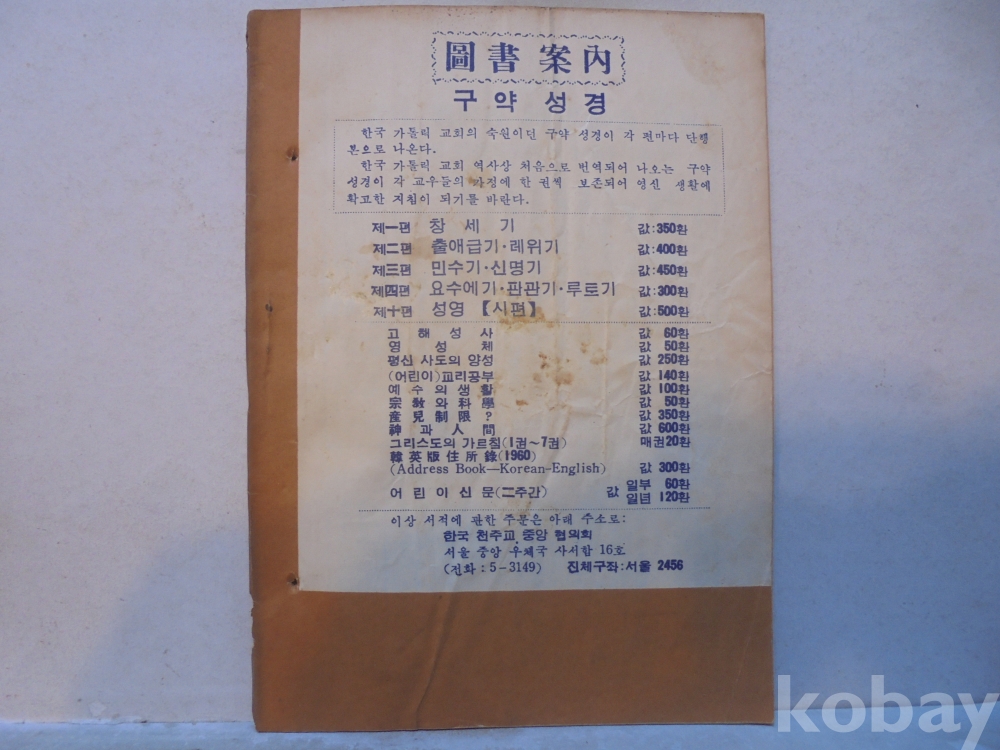 圖書案內
구약 성경
한국 가톨릭 교회의 숙원이던 구약 성경이 각 편마다 단행
본으로 나온다.
한국 가톨릭 교회 역사상 처음으로 번역되어 나오는 구약
성경이 각 교우들의 가정에 한 권씩 보존되어 영신 생활에
확고한 지침이 되기를 바란다.
제一편 창세기 값:350환
제二편 출애급기·레위기 값:400환
제三편 민수기·신명기 값:450환
제四편 요수에기·판관기·루토기 값:300환
제十편 성영【시편】 값:500환
고해성사 값 60환
영성체 값 50환
평신 사도의 양성 값 250환
(어린이)교리공부 값 140환
예수의 생활 값 100환
宗敎와 科學 값 50환
産兒制限? 값 350환
神과 人間 값 600환
그리스도의 가르침(1권~7권) 매권20환
韓英版住所錄(1960)
(Address Book—Korean-English) 값 300환
어린이신문(二주간) 값 일부 60환
일년 120환
이상 서적에 관한 주문은 아래 주소로:
한국 천주교 중앙 협의회
서울 중앙 우체국 사서함 16호
(전화: 5-3149) 진체구좌:서울 2456
kobay